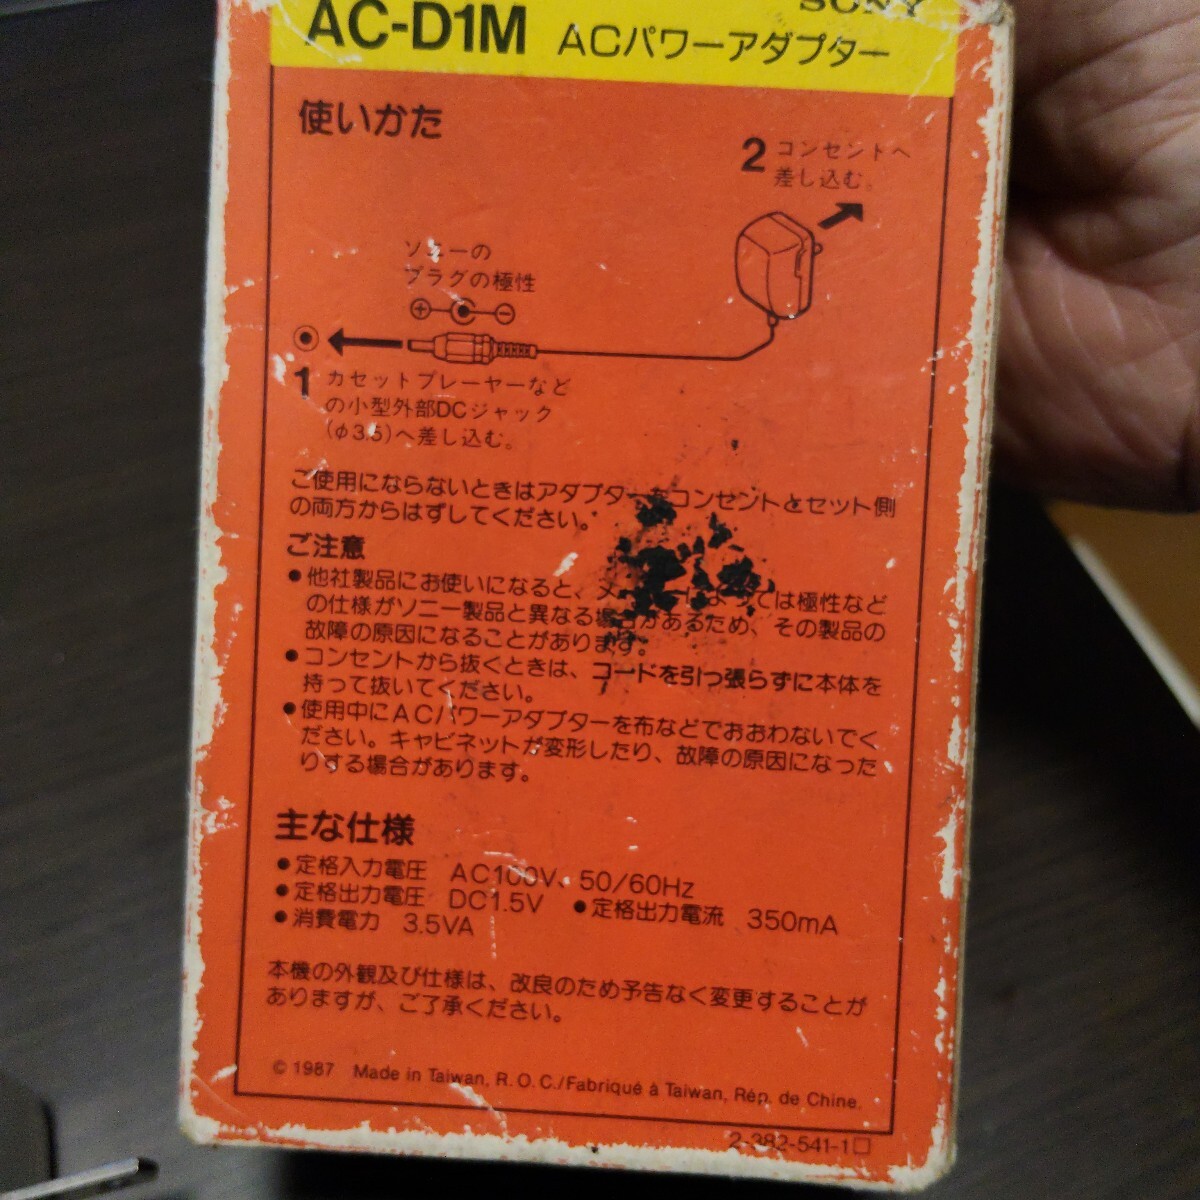 SONY
AC-D1M ACパワーアダプター
使いかた
2 コンセントへ
差し込む。
ソニーの
プラグの極性
1 カセットプレーヤーなど
の小型外部DCジャック
(φ3.5)へ差し込む。
ご使用にならないときはアダプターをコンセントとセット側
の両方からはずしてください。
ご注意
●他社製品にお使いになると、メ よっては極性など
の仕様がソニー製品と異なる場合があるため、その製品の
故障の原因になることがあります。
●コンセントから抜くときは、コードを引っ張らずに本体を
持って抜いてください。
●使用中にACパワーアダプターを布などでおおわないでく
ださい。キャビネットが変形したり、故障の原因になった
りする場合があります。
主な仕様
●定格入力電圧 AC100V、50/60Hz
●定格出力電圧 DC1.5V ●定格出力電流 350mA
●消費電力 3.5VA
本機の外観及び仕様は、改良のため予告なく変更することが
ありますが、ご了承ください。
©1987 Made in Taiwan, R.O.C./Fabriqué à Taiwan, Rép. de Chine.
2-382-541-1□